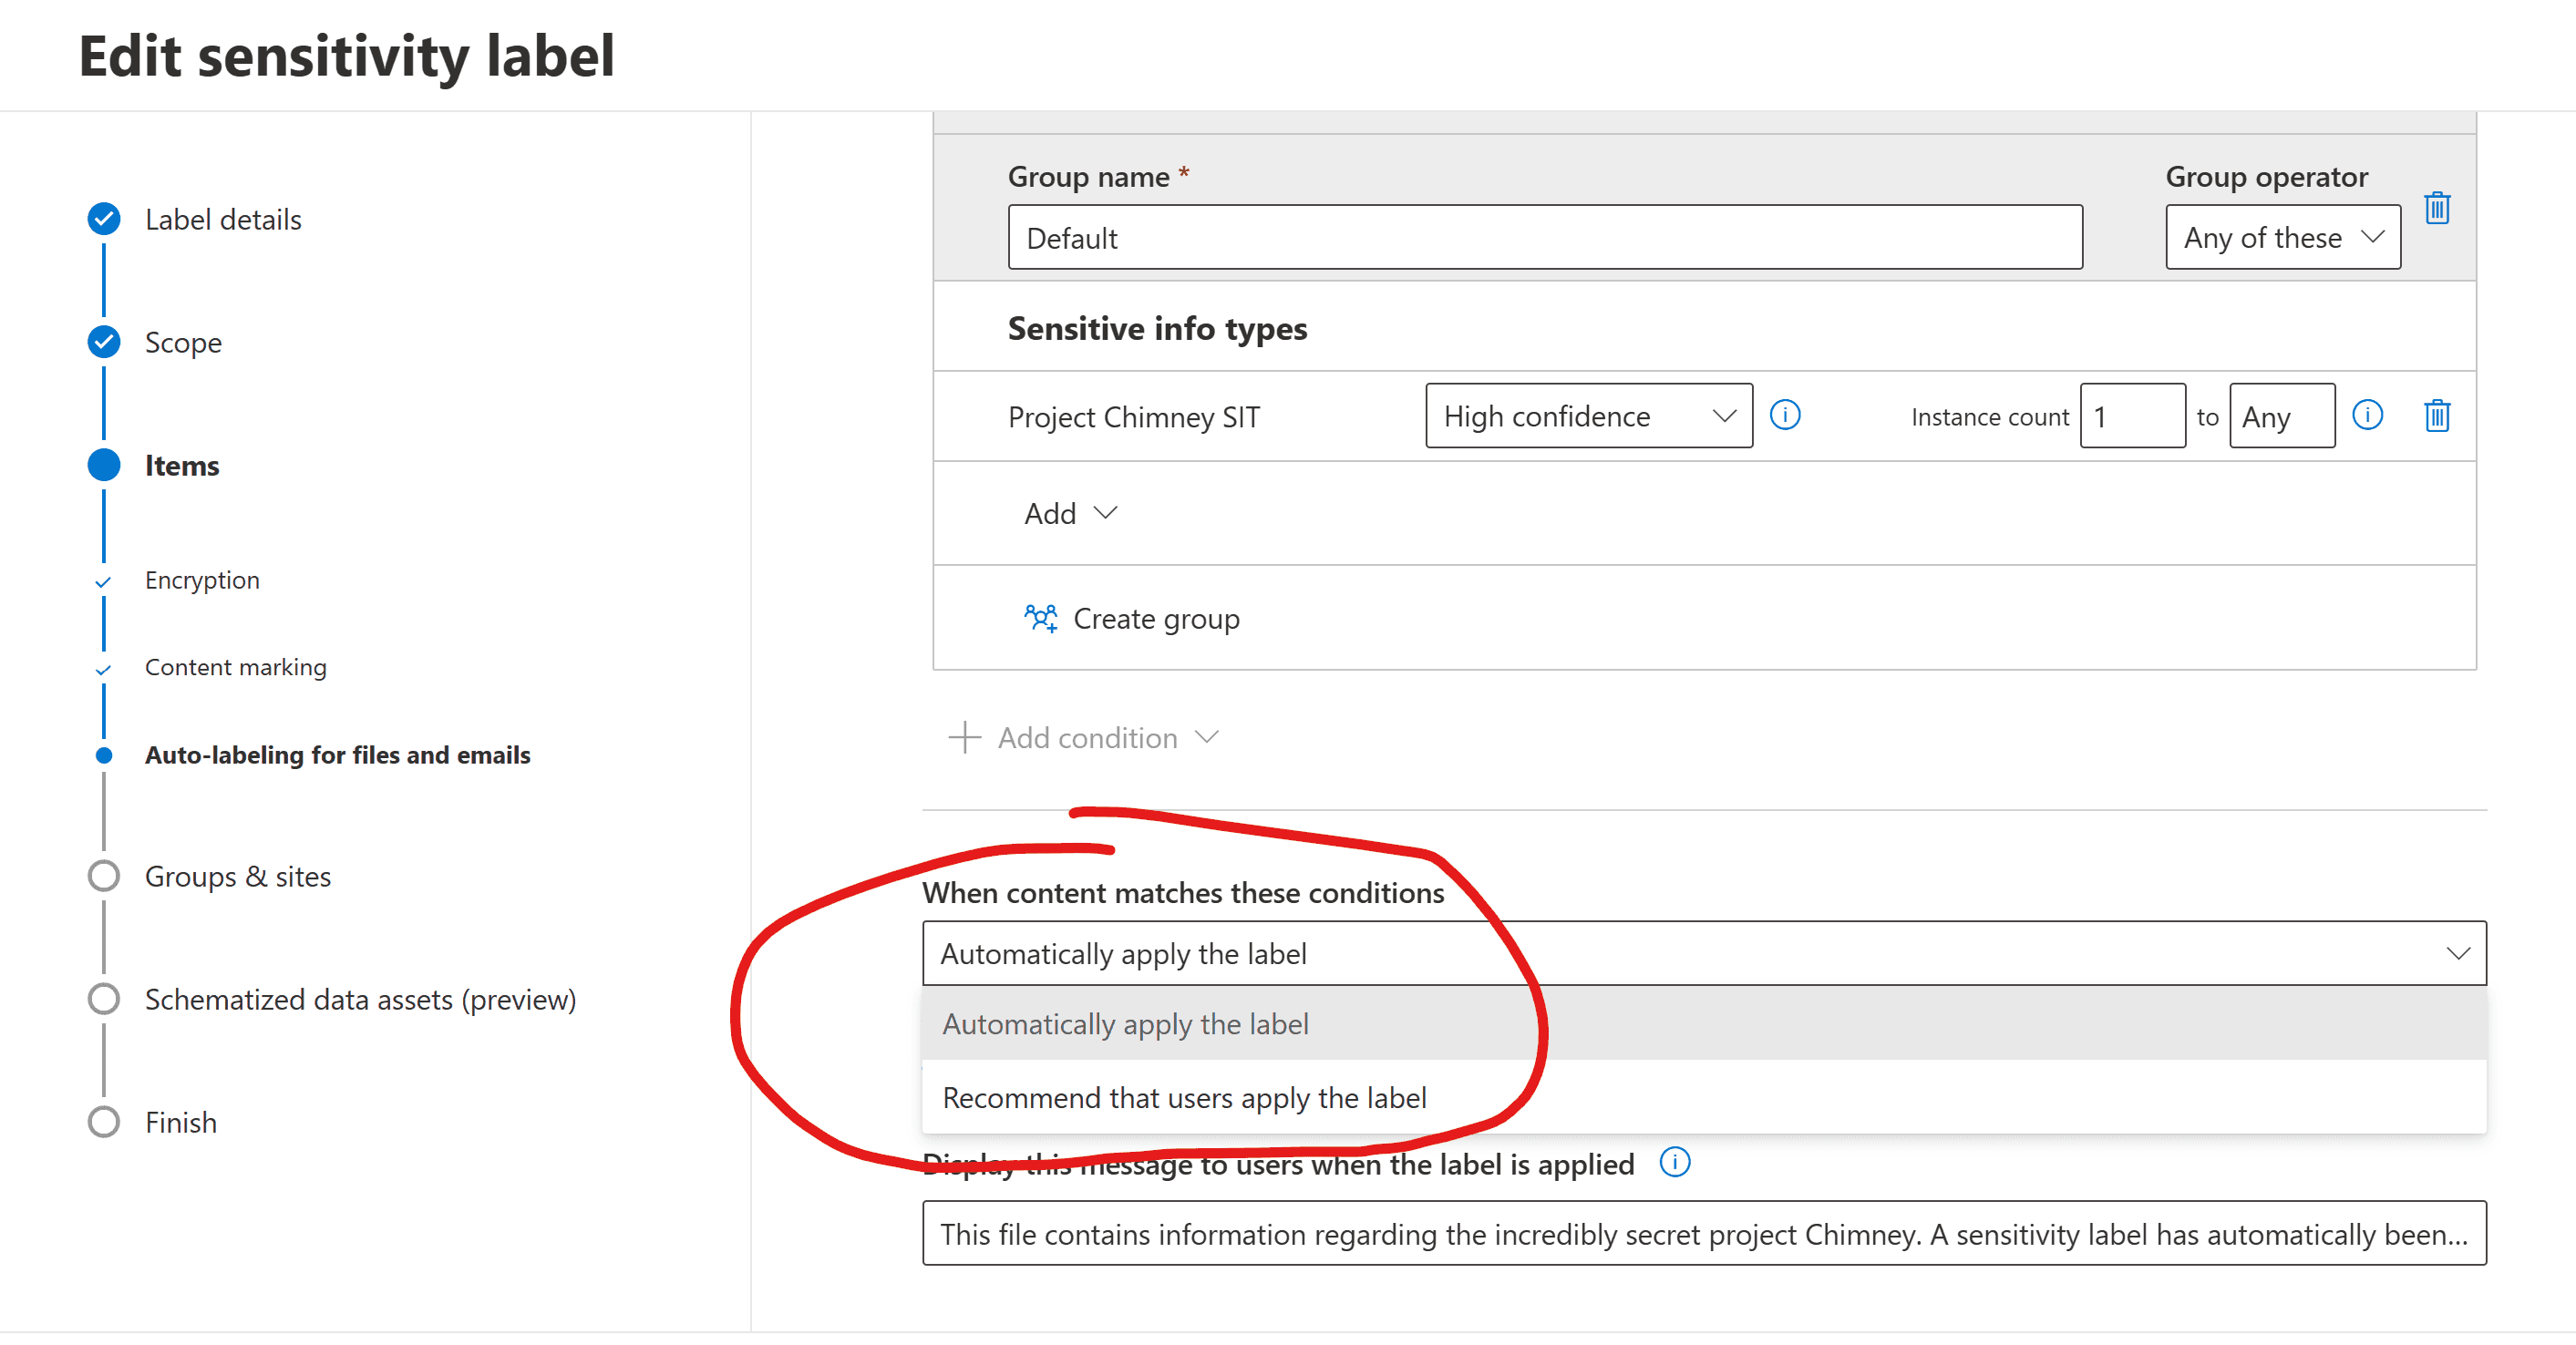 Edit sensitivity label
Label details
Scope
Items
Encryption
Content marking
Auto-labeling for files and emails
Groups & sites
Schematized data assets (preview)
Finish
Group name *
Group operator
Default
Any of these
Sensitive info types
Project Chimney SIT
High confidence
Instance count 1 to Any
Add
Create group
Add condition
When content matches these conditions
Automatically apply the label
Automatically apply the label
Recommend that users apply the label
Display this message to users when the label is applied
This file contains information regarding the incredibly secret project Chimney. A sensitivity label has automatically been...